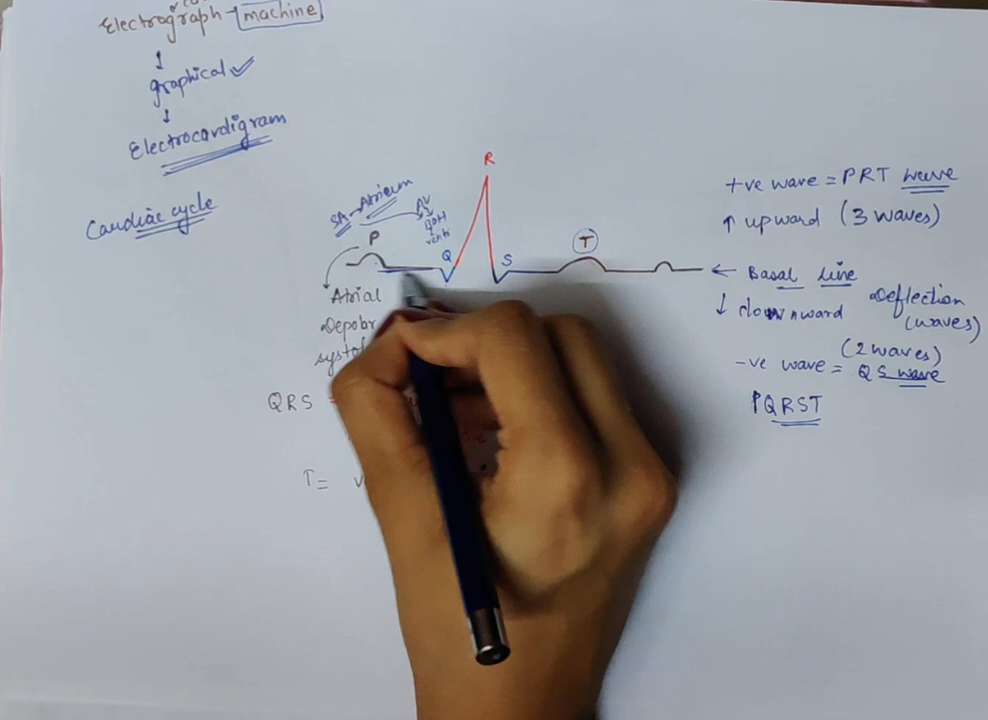 Electrograph - machine
↓
graphical ✓
↓
Electrocardigram
Cardiac cycle
SA - Atrium
AV
↓
BOH
P
Q
R
S
T
Atrial
systol
QRS =
T =
+ve wave = PRT wave
↑ upward (3 waves)
← Basal line
↓ downward
Deflection
(waves)
(2 waves)
-ve wave = QS wave
PQRST